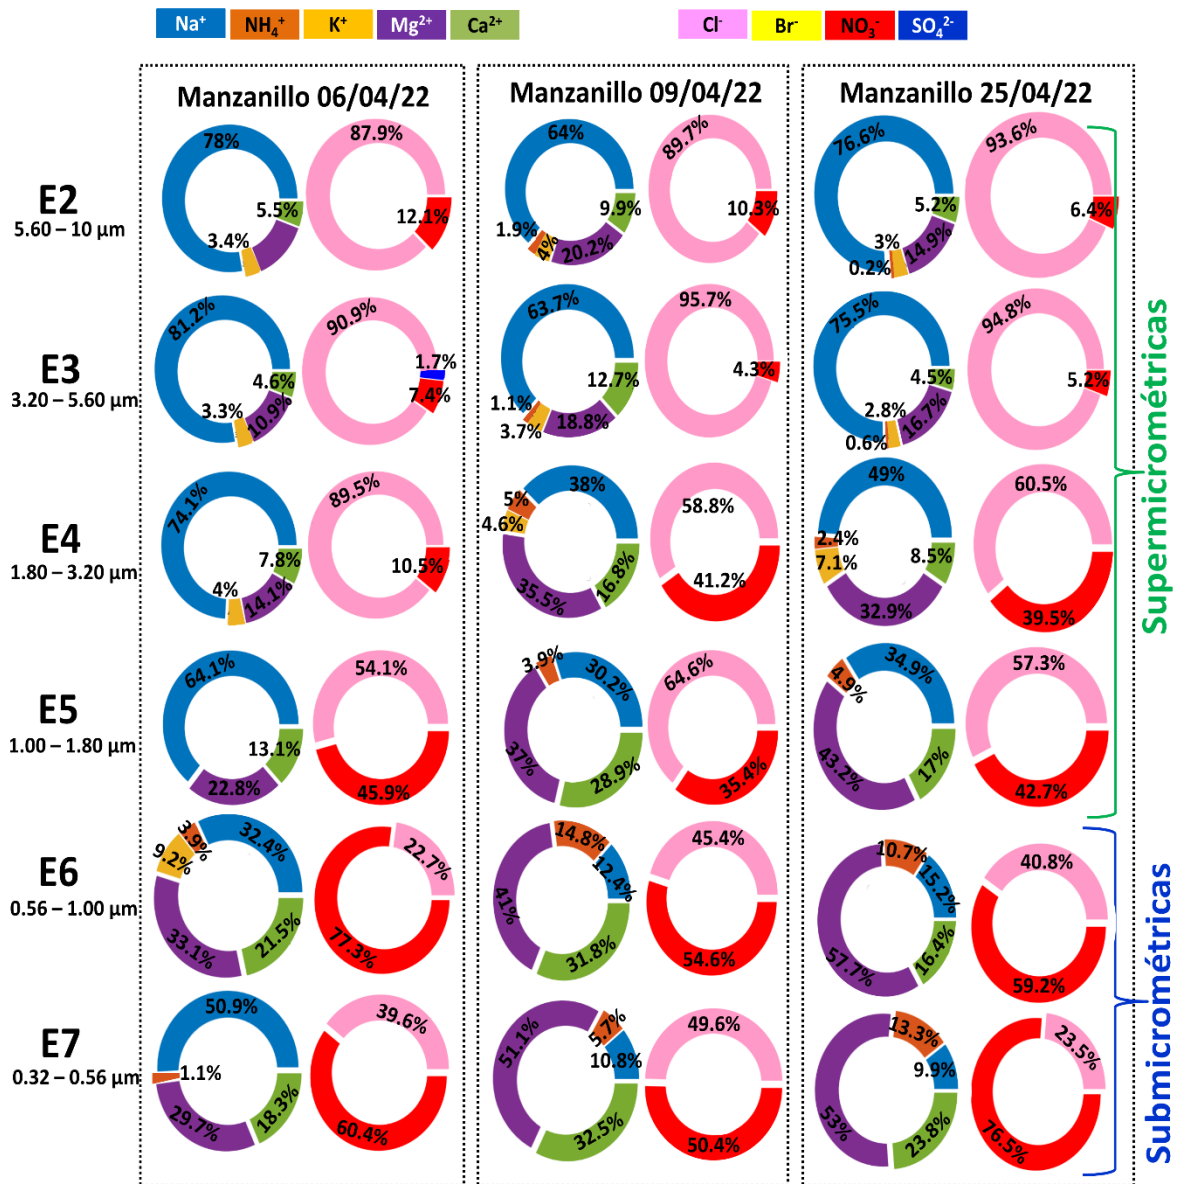 Na⁺ NH₄⁺ K⁺ Mg²⁺ Ca²⁺ Cl⁻ Br⁻ NO₃⁻ SO₄²⁻
Manzanillo 06/04/22 Manzanillo 09/04/22 Manzanillo 25/04/22
E2
5.60 – 10 µm
78% 5.5% 3.4%
87.9% 12.1%
64% 9.9% 20.2% 4% 1.9%
89.7% 10.3%
76.6% 5.2% 14.9% 3% 0.2%
93.6% 6.4%
E3
3.20 – 5.60 µm
81.2% 4.6% 10.9% 3.3%
90.9% 1.7% 7.4%
63.7% 12.7% 18.8% 3.7% 1.1%
95.7% 4.3%
75.5% 4.5% 16.7% 2.8% 0.6%
94.8% 5.2%
E4
1.80 – 3.20 µm
74.1% 7.8% 14.1% 4%
89.5% 10.5%
38% 16.8% 35.5% 4.6% 5%
58.8% 41.2%
49% 8.5% 32.9% 7.1% 2.4%
60.5% 39.5%
E5
1.00 – 1.80 µm
64.1% 13.1% 22.8%
54.1% 45.9%
30.2% 28.9% 37% 3.9%
64.6% 35.4%
34.9% 17% 43.2% 4.9%
57.3% 42.7%
Supermicrométricas
E6
0.56 – 1.00 µm
32.4% 21.5% 33.1% 9.2% 3.9%
22.7% 77.3%
12.4% 31.8% 41% 14.8%
45.4% 54.6%
15.2% 16.4% 57.7% 10.7%
40.8% 59.2%
E7
0.32 – 0.56 µm
50.9% 18.3% 29.7% 1.1%
39.6% 60.4%
10.8% 32.5% 51.1% 5.7%
49.6% 50.4%
9.9% 23.8% 53% 13.3%
23.5% 76.5%
Submicrométricas